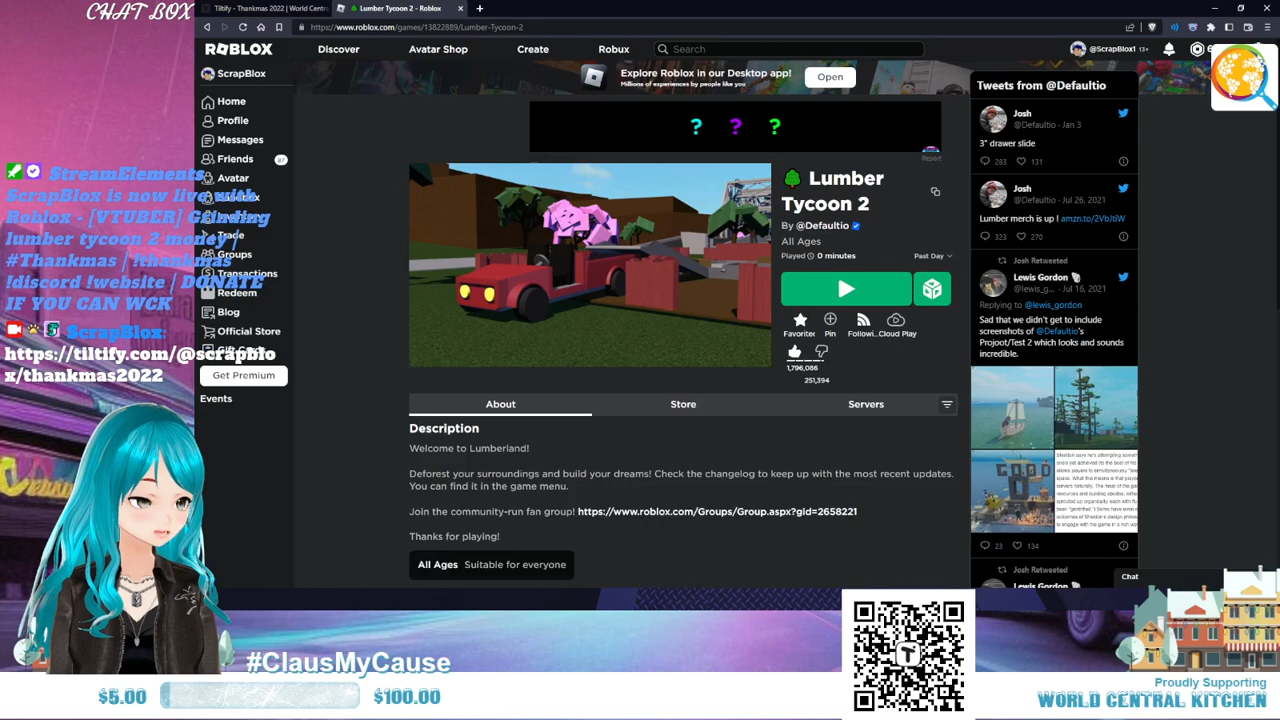 CHAT BOX
Tiltify - Thankmas 2022 | World Centr
Lumber Tycoon 2 - Roblox
https://www.roblox.com/games/13822889/Lumber-Tycoon-2
ROBLOX
Discover
Avatar Shop
Create
Robux
Search
@ScrapBlox1 13+
ScrapBlox
Home
Profile
Messages
Friends
97
Avatar
Trade
Groups
Transactions
Redeem
Blog
Official Store
Get Premium
Events
StreamElements
ScrapBlox is now live with
Roblox - [VTUBER] Grinding
lumber tycoon 2 money |
#Thankmas | !thankmas
!discord !website | DONATE
IF YOU CAN WCK
ScrapBlox:
https://tiltify.com/@scrapblo
x/thankmas2022
Explore Roblox in our Desktop app!
Millions of experiences by people like you
Open
? ? ?
Report
Lumber
Tycoon 2
By @Defaultio
All Ages
Played 0 minutes
Past Day
Favorite
Pin
Followi...
Cloud Play
1,796,086
251,394
About
Store
Servers
Description
Welcome to Lumberland!
t your surroundings and build your dreams! Check the changelog to keep
ost recent updates.
You can find it in the game menu.
Join the community-run fan group! https://www.roblox.com/Groups/Group.aspx?gid=2658221
Thanks for playing!
All Ages Suitable for everyone
Tweets from @Defaultio
Josh
@Defaultio · Jan 3
3" drawer slide
283 131
Josh
@Defaultio · Jul 26, 2021
Lumber merch is up ! amzn.to/2VbJtiW
323 270
Josh Retweeted
Lewis Gordon
@lewis_g... · Jul 16, 2021
Replying to @lewis_gordon
Sad that we didn't get to include
screenshots of @Defaultio's
Projoot/Test 2 which looks and sounds
incredible.
23 134
Josh Retweeted
Chat
#ClausMyCause
$5.00
$100.00
T
Proudly Supporting
WORLD CENTRAL KITCHEN